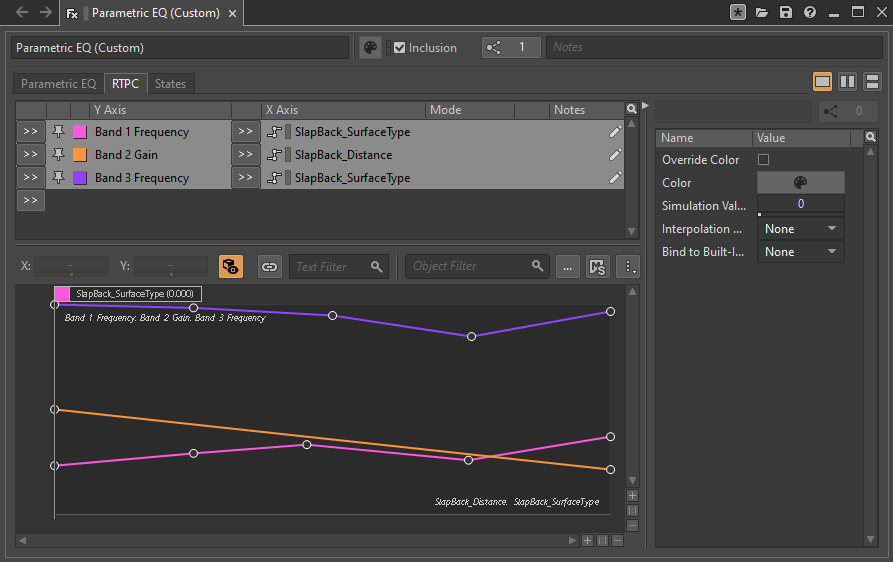 Fx Parametric EQ (Custom)
Parametric EQ (Custom) Inclusion 1 Notes
Parametric EQ RTPC States
Y Axis X Axis Mode Notes
>> Band 1 Frequency >> SlapBack_SurfaceType
>> Band 2 Gain >> SlapBack_Distance
>> Band 3 Frequency >> SlapBack_SurfaceType
>>
0
Name Value
Override Color
Color
Simulation Val... 0
Interpolation ... None
Bind to Built-I... None
X: - Y: - Text Filter Object Filter ... MS
SlapBack_SurfaceType (0.000)
Band 1 Frequency. Band 2 Gain. Band 3 Frequency
SlapBack_Distance. SlapBack_SurfaceType